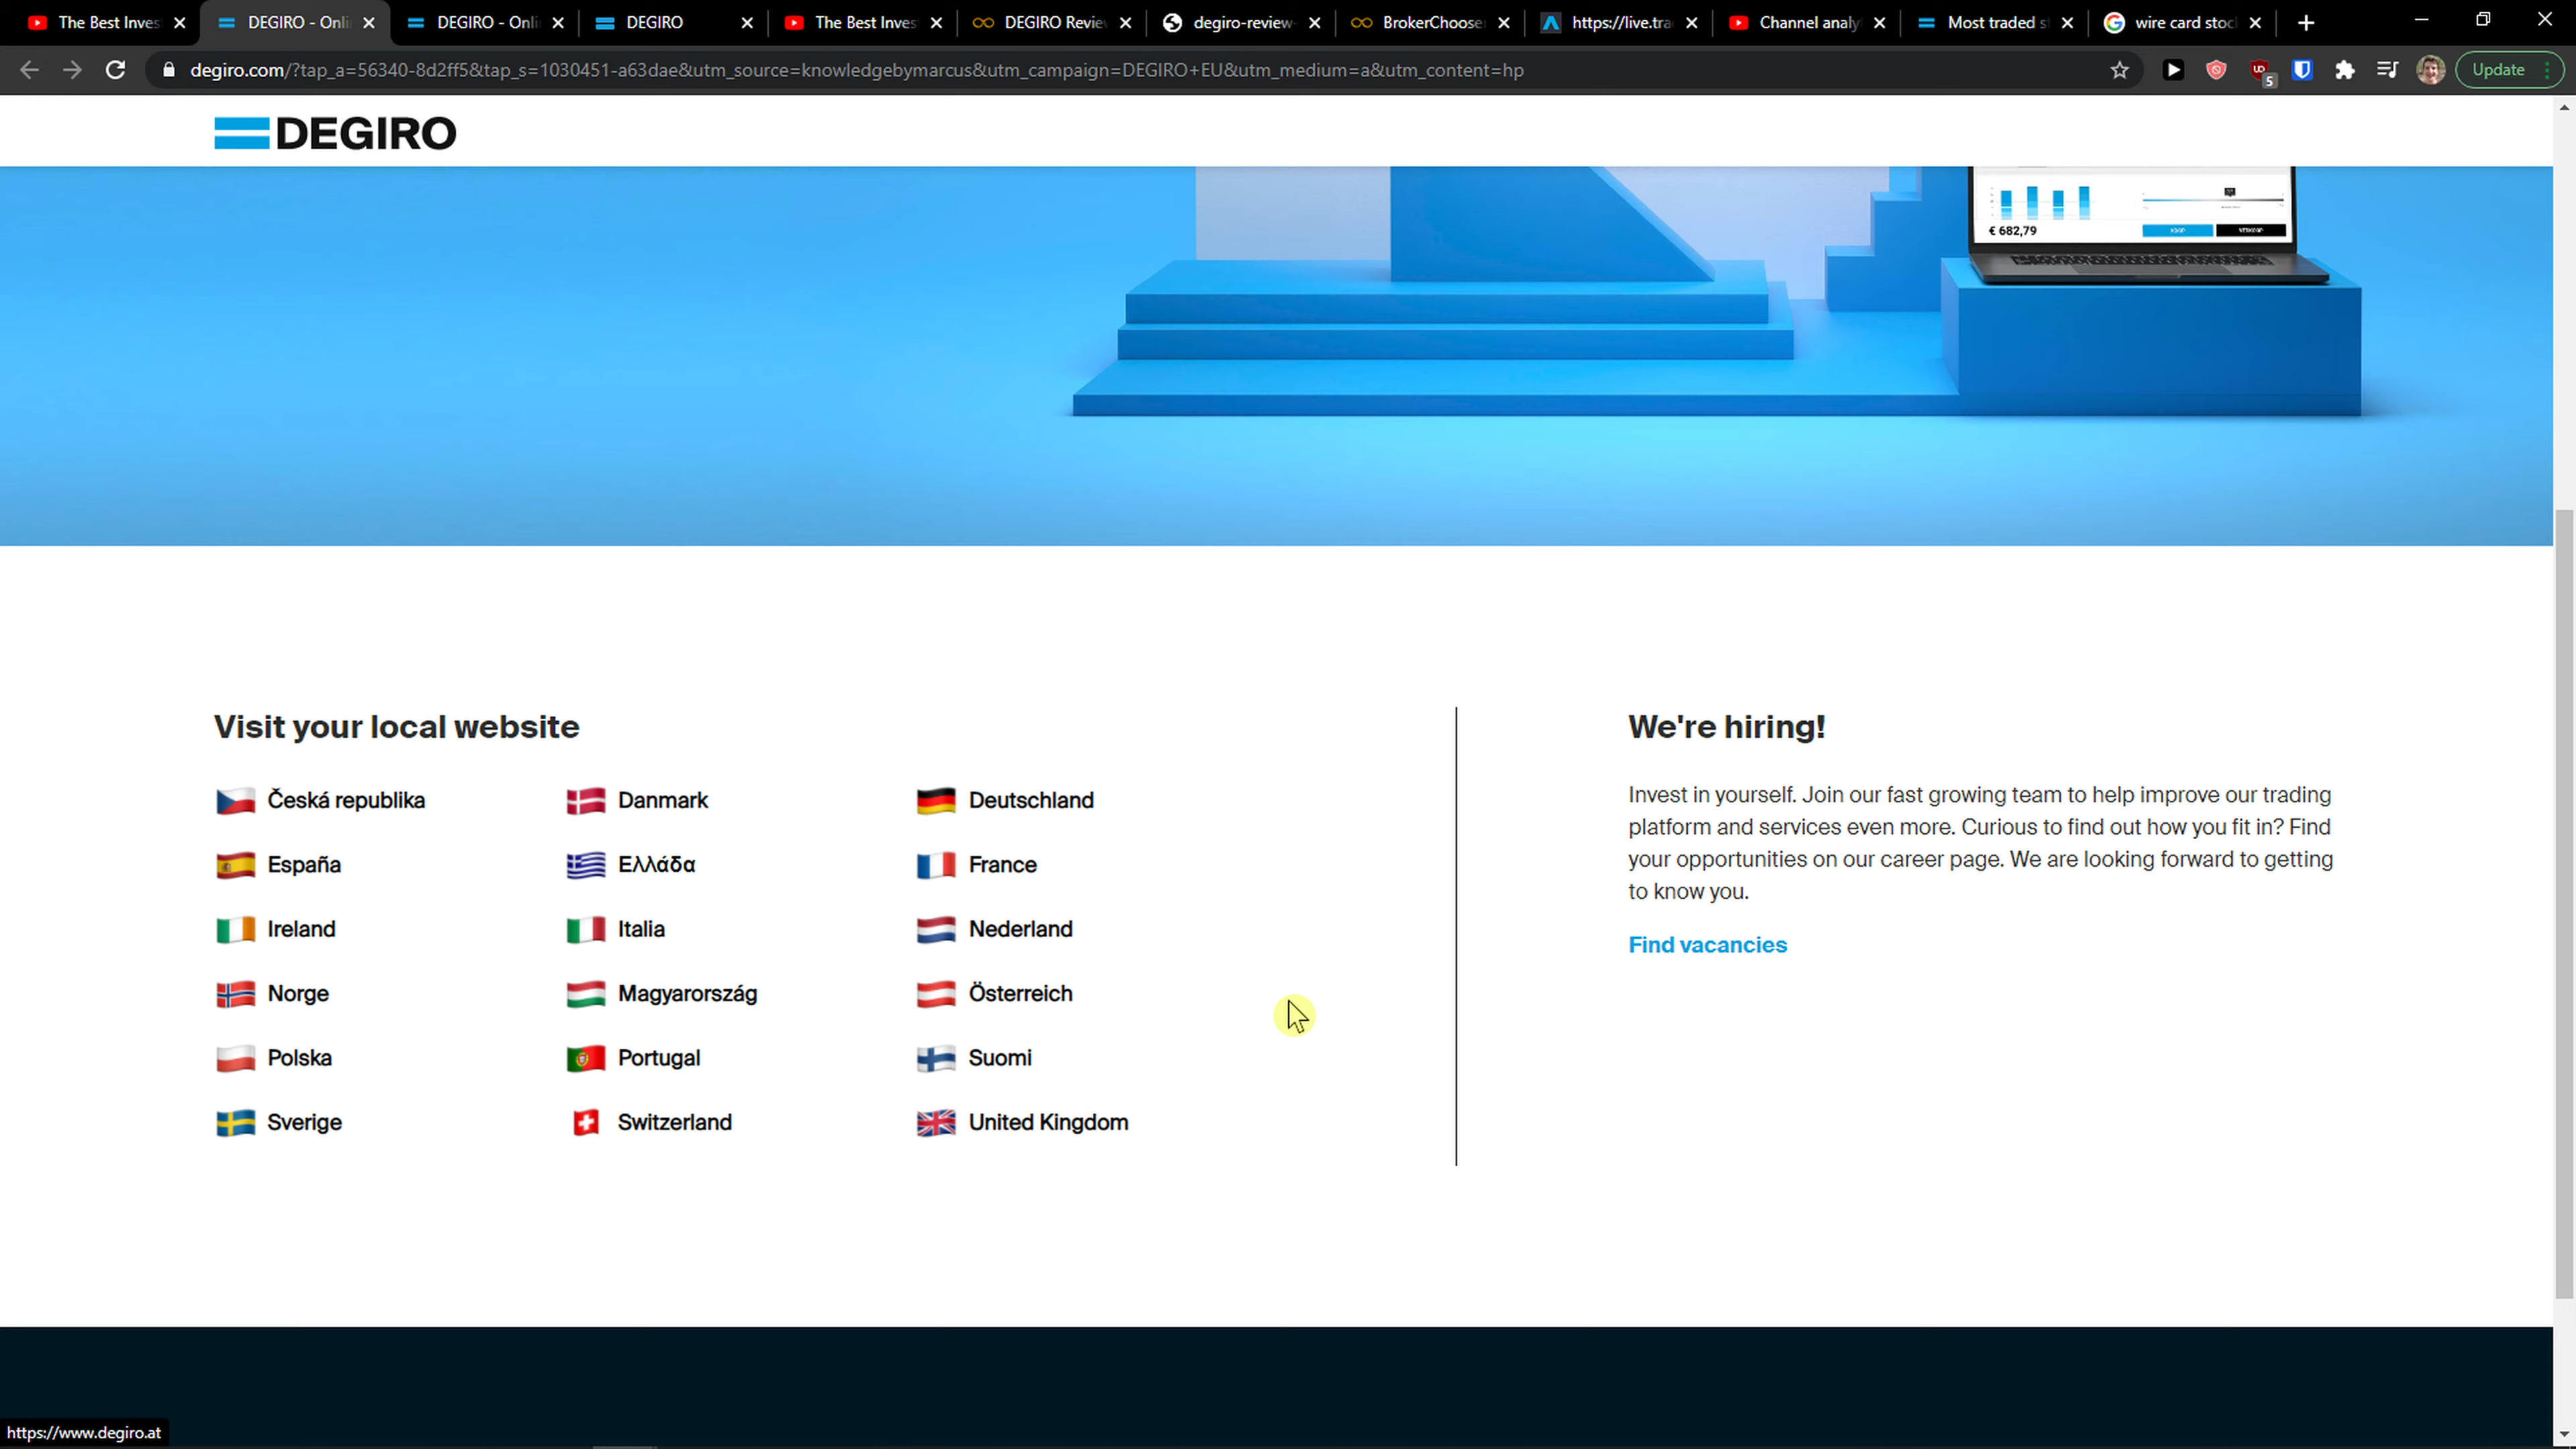 The Best Inves
DEGIRO - Onli
DEGIRO - Onli
DEGIRO
The Best Inves
DEGIRO Revie
degiro-review-
BrokerChoose
https://live.tra
Channel analy
Most traded s
wire card stoc
degiro.com/?tap_a=56340-8d2ff5&tap_s=1030451-a63dae&utm_source=knowledgebymarcus&utm_campaign=DEGIRO+EU&utm_medium=a&utm_content=hp
5
Update
DEGIRO
€ 682,79
Visit your local website
Česká republika
Danmark
Deutschland
España
Ελλάδα
France
Ireland
Italia
Nederland
Norge
Magyarország
Österreich
Polska
Portugal
Suomi
Sverige
Switzerland
United Kingdom
We're hiring!
Invest in yourself. Join our fast growing team to help improve our trading
platform and services even more. Curious to find out how you fit in? Find
your opportunities on our career page. We are looking forward to getting
to know you.
Find vacancies
https://www.degiro.at